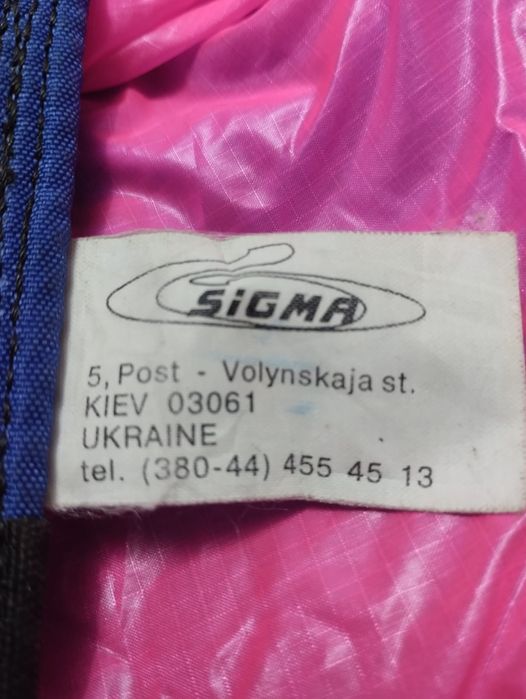 SiGMA
5, Post - Volynskaja st.
KIEV 03061
UKRAINE
tel. (380-44) 455 45 13